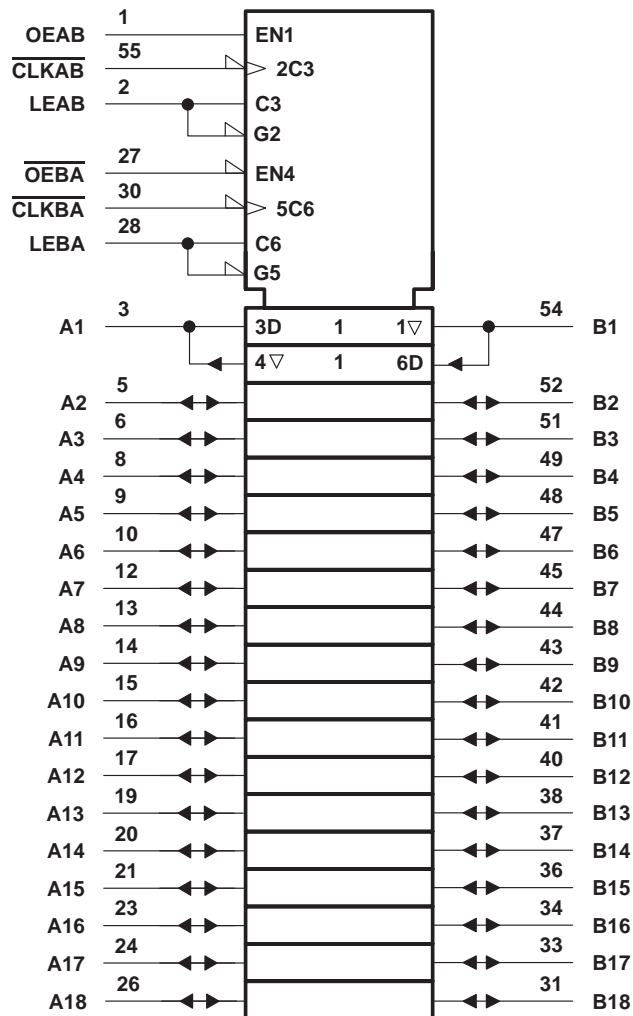 1
OEAB EN1
55
CLKAB 2C3
2
LEAB C3
G2
27
OEBA EN4
30
CLKBA 5C6
28
LEBA C6
G5
3 54
A1 3D 1 1▽ B1
4▽ 1 6D
5 52
A2 B2
6 51
A3 B3
8 49
A4 B4
9 48
A5 B5
10 47
A6 B6
12 45
A7 B7
13 44
A8 B8
14 43
A9 B9
15 42
A10 B10
16 41
A11 B11
17 40
A12 B12
19 38
A13 B13
20 37
A14 B14
21 36
A15 B15
23 34
A16 B16
24 33
A17 B17
26 31
A18 B18